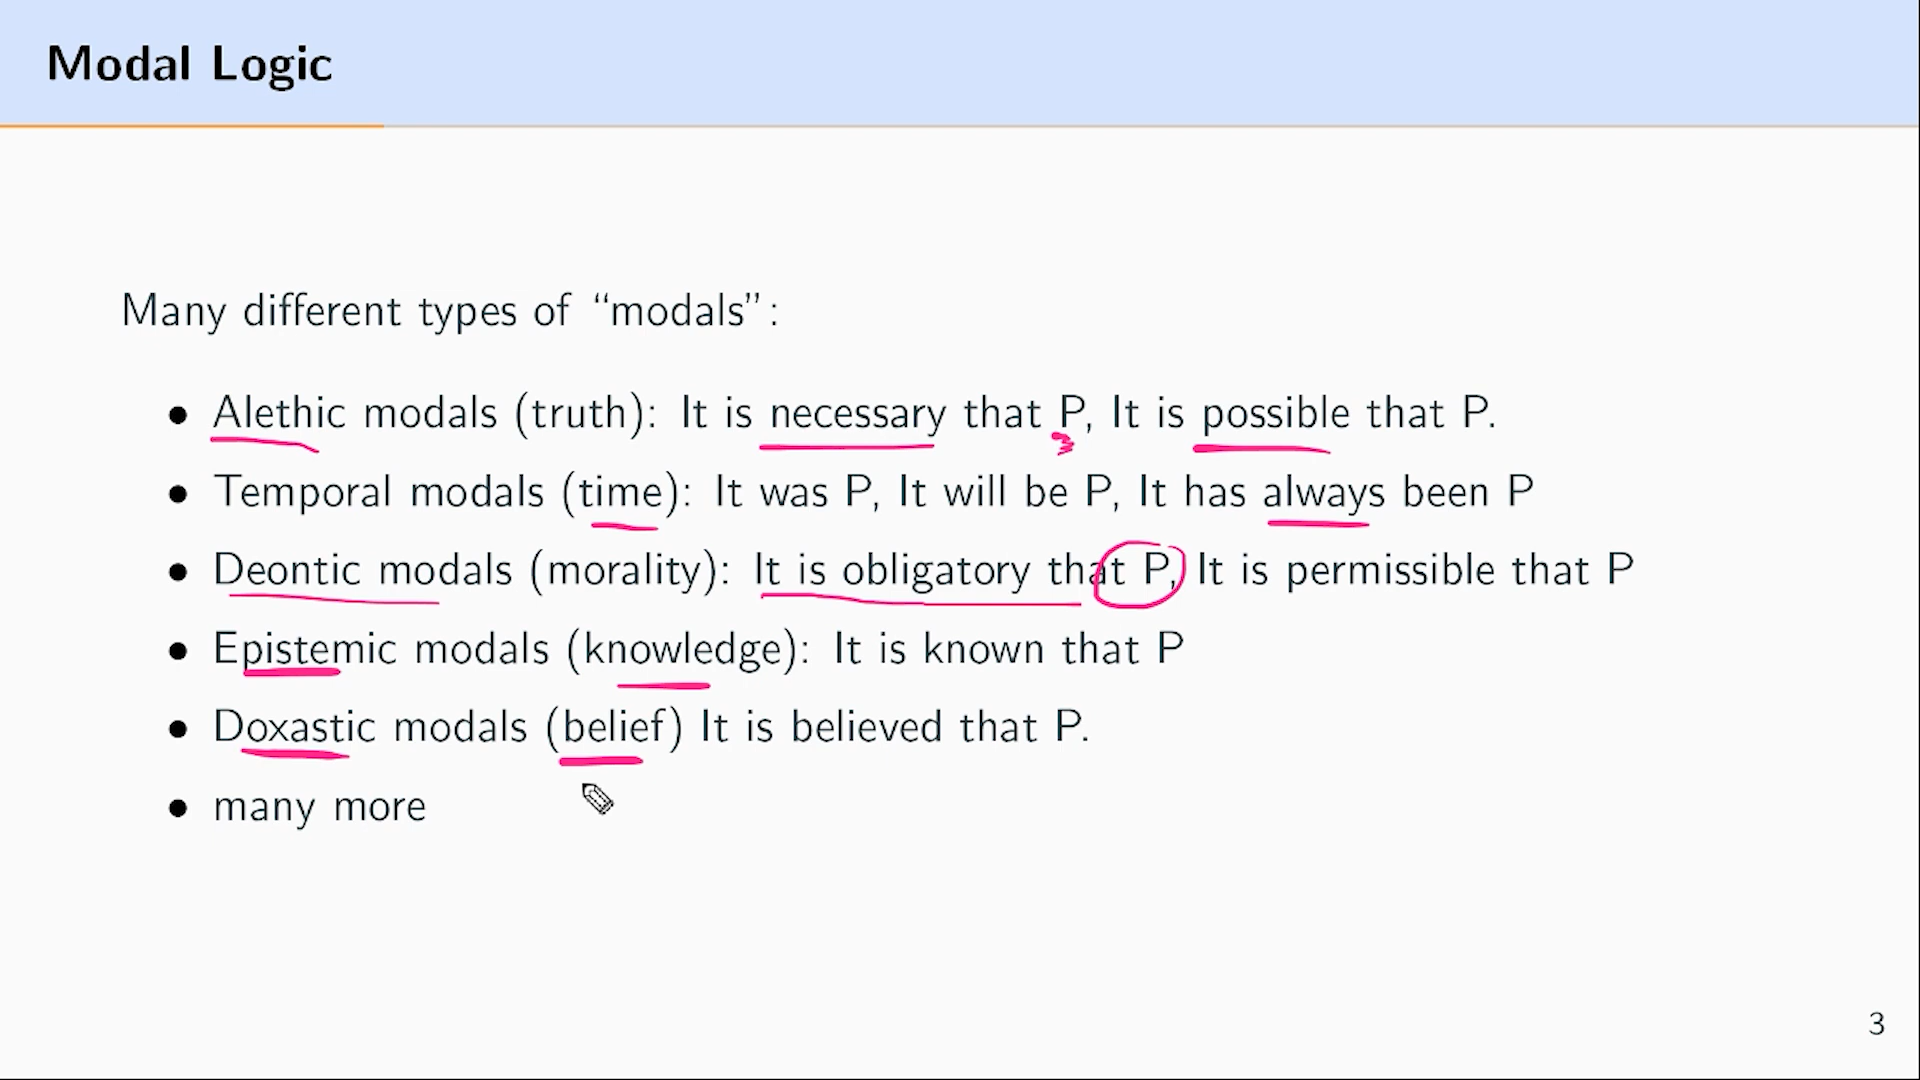 Modal Logic
Many different types of “modals”:
• Alethic modals (truth): It is necessary that P, It is possible that P.
• Temporal modals (time): It was P, It will be P, It has always been P
• Deontic modals (morality): It is obligatory that P, It is permissible that P
• Epistemic modals (knowledge): It is known that P
• Doxastic modals (belief) It is believed that P.
• many more
3